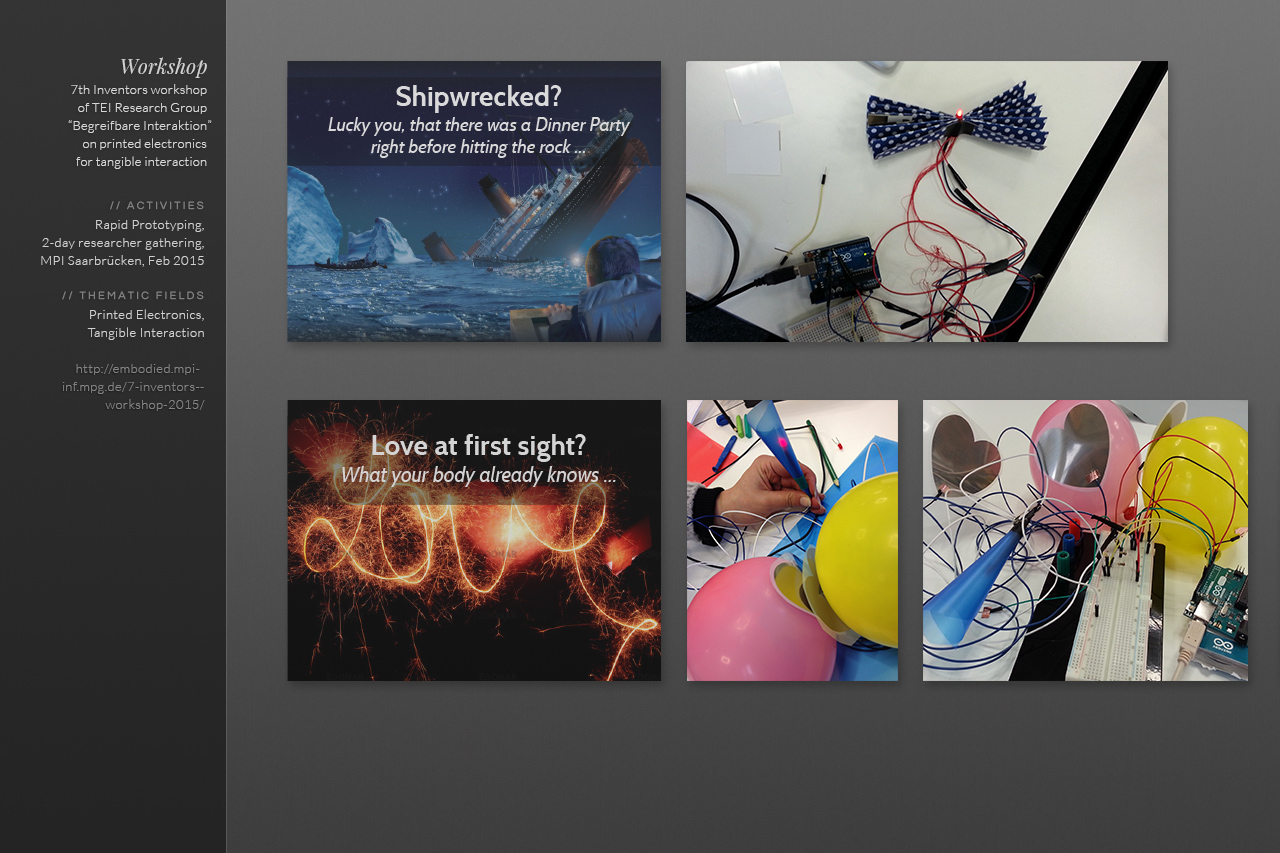 Workshop
7th Inventors workshop
of TEI Research Group
“Begreifbare Interaktion”
on printed electronics
for tangible interaction
// ACTIVITIES
Rapid Prototyping,
2-day researcher gathering,
MPI Saarbrücken, Feb 2015
// THEMATIC FIELDS
Printed Electronics,
Tangible Interaction
http://embodied.mpi-
inf.mpg.de/7-inventors--
workshop-2015/
Shipwrecked?
Lucky you, that there was a Dinner Party
right before hitting the rock ...
Love at first sight?
What your body already knows ...